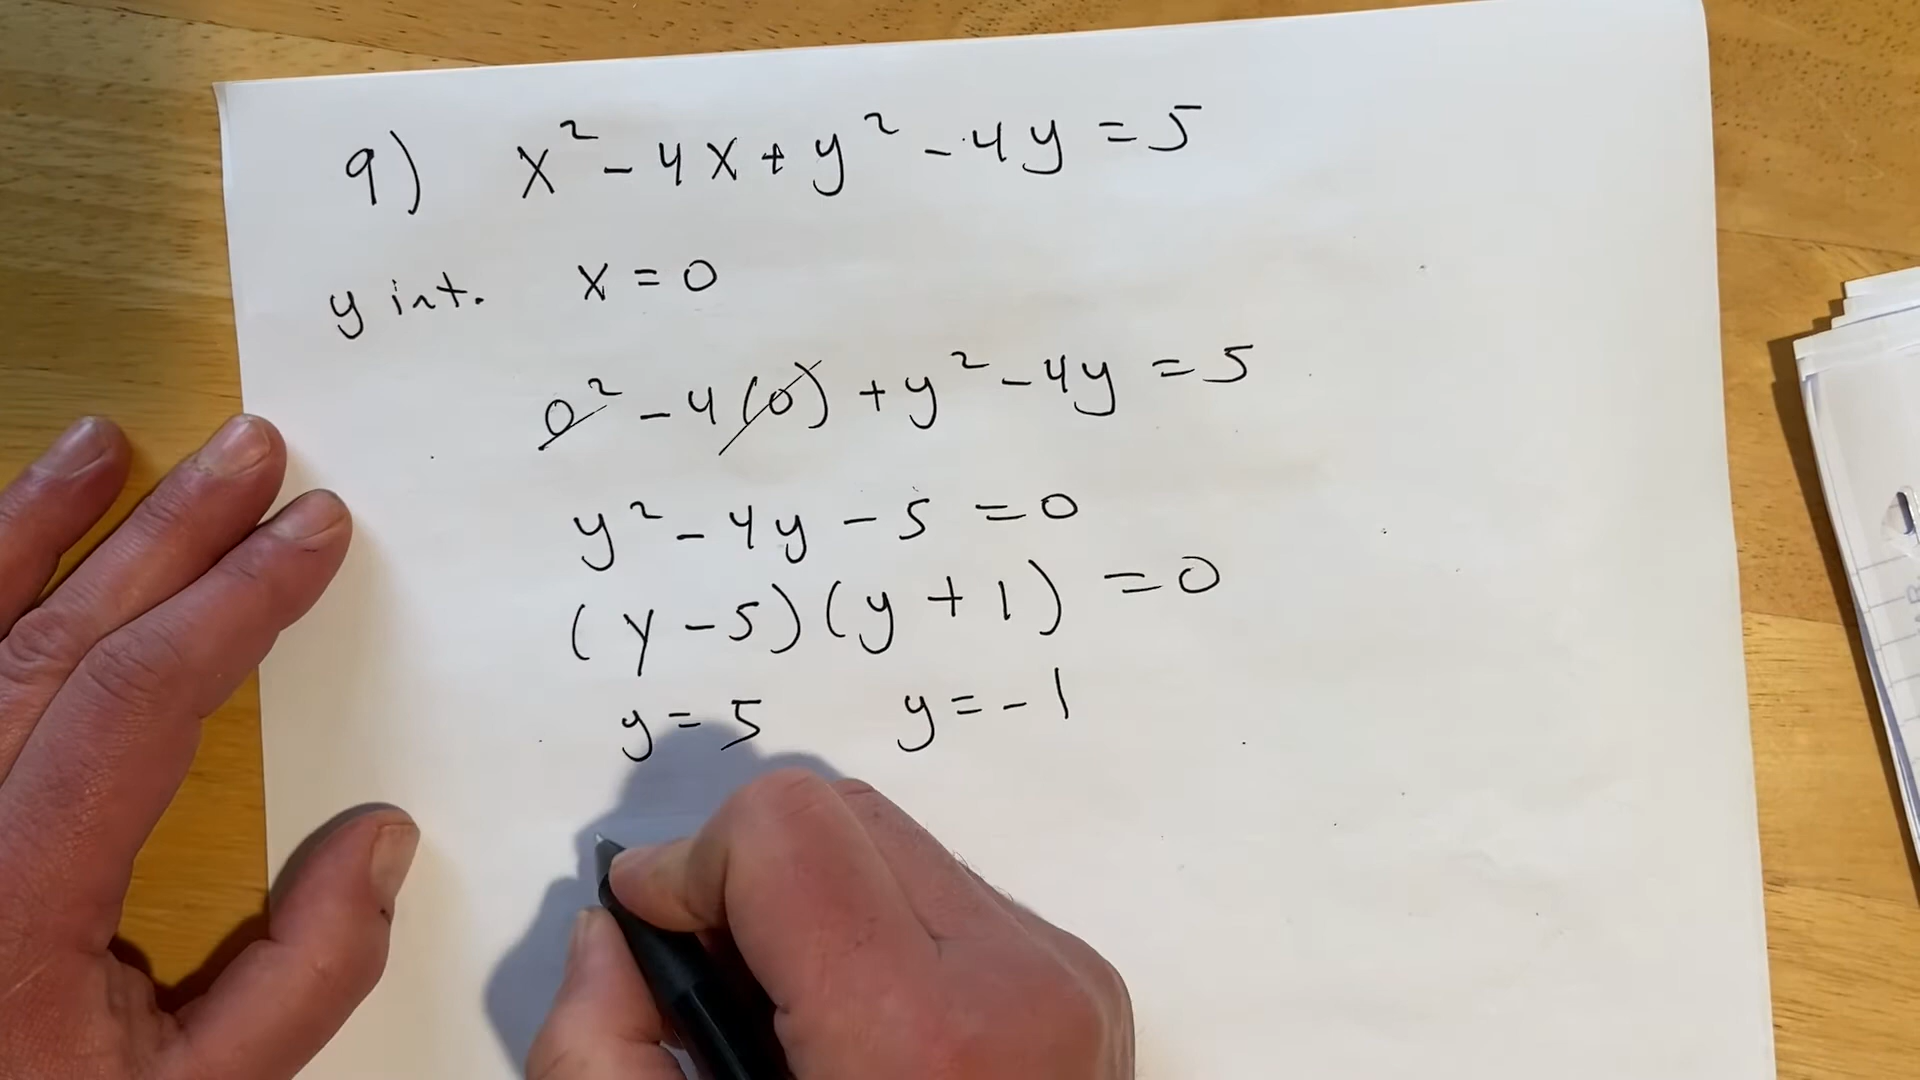 9) x² - 4x + y² - 4y = 5
y int. x = 0
0² - 4(0) + y² - 4y = 5
y² - 4y - 5 = 0
(y - 5)(y + 1) = 0
y = 5 y = -1